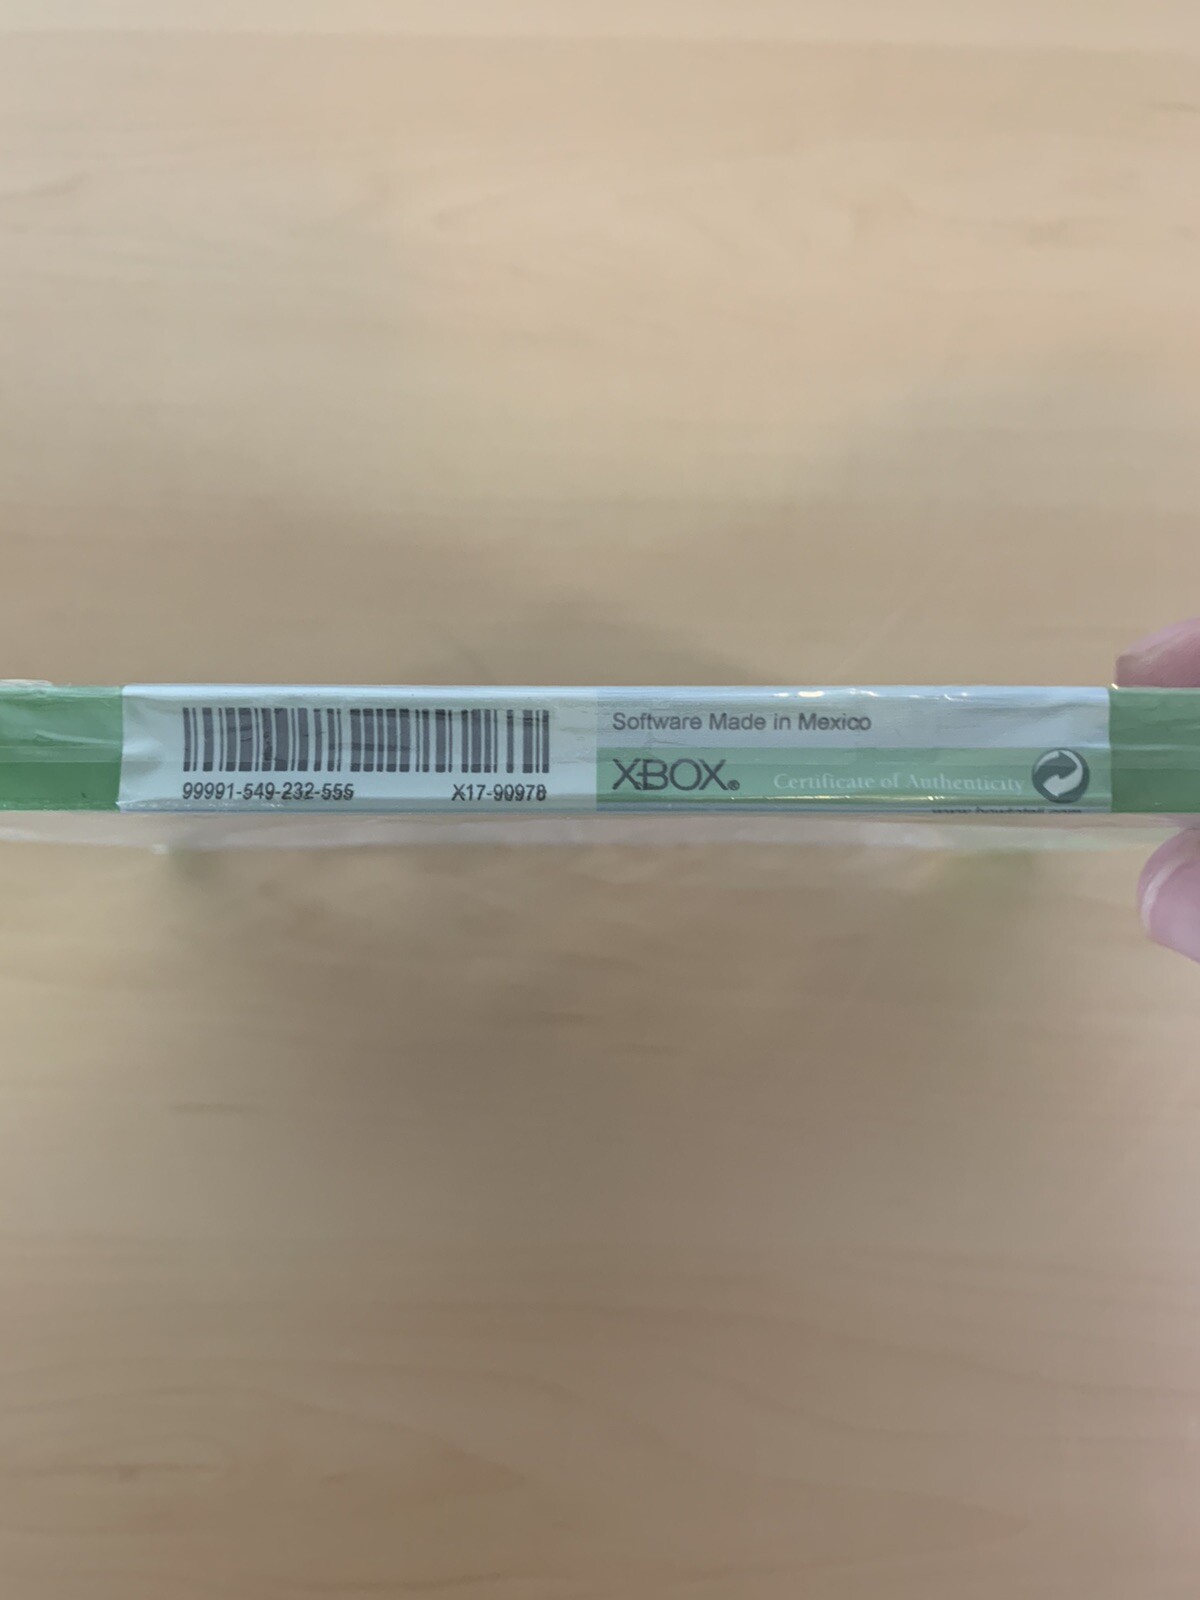 99991-549-232-555
X17-90978
Software Made in Mexico
XBOX®
Certificate of Authenticity